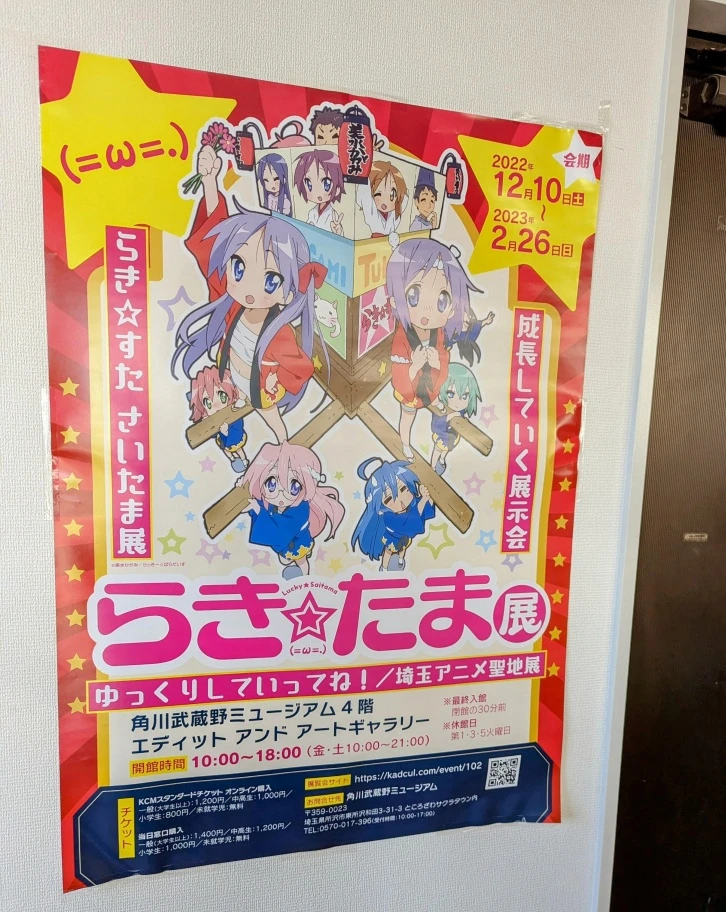 (=ω=.)
会期
2022年
12月10日土
~
2023年
2月26日日
らき☆すた さいたま展
成長していく展示会
らき☆すた
Lucky★Saitama
らき☆たま展
(=ω=.)
ゆっくりしていってね!/埼玉アニメ聖地展
角川武蔵野ミュージアム 4 階
エディット アンド アートギャラリー
開館時間 10:00〜18:00 (金・土10:00〜21:00)
※最終入館
閉館の30分前
※休館日
第1・3・5火曜日
チケット
KCMスタンダードチケット オンライン購入
一般(大学生以上):1,200円/中高生:1,000円/
小学生:800円/未就学児:無料
当日窓口購入
一般(大学生以上):1,400円/中高生:1,200円/
小学生:1,000円/未就学児:無料
展覧会サイト https://kadcul.com/event/102
お問合せ先 角川武蔵野ミュージアム
〒359-0023
埼玉県所沢市東所沢和田3-31-3 ところざわサクラタウン内
TEL:0570-017-396(受付時間:10:00-17:00)